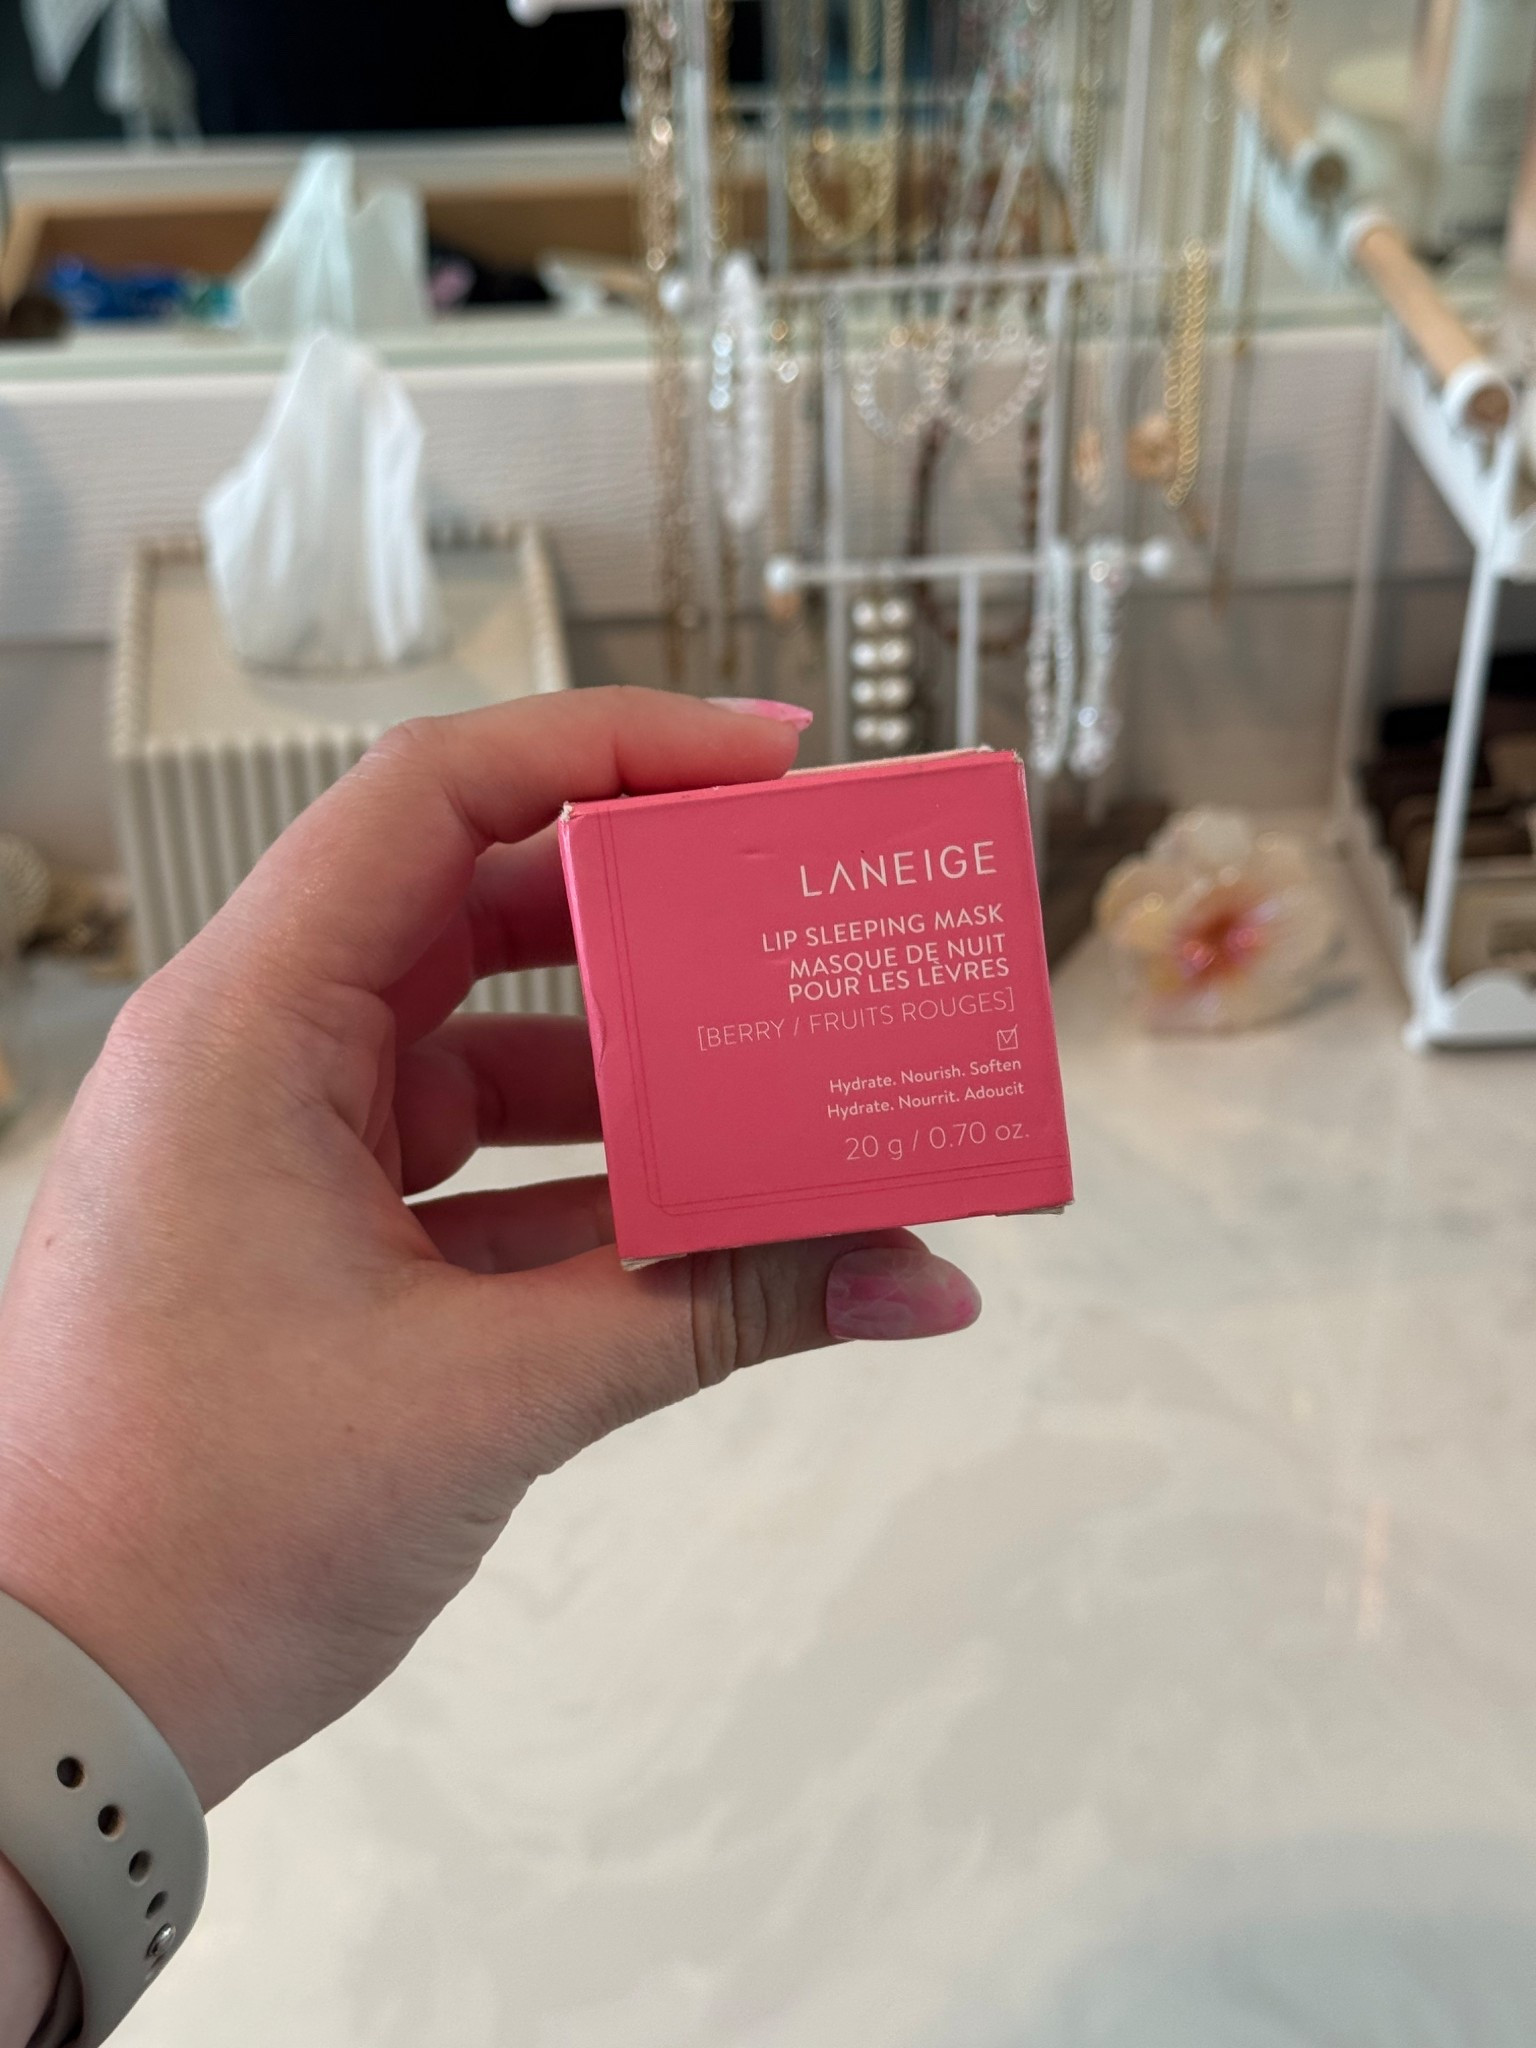 LANEIGE
LIP SLEEPING MASK
MASQUE DE NUIT
POUR LES LÈVRES
[BERRY / FRUITS ROUGES]
Hydrate. Nourish. Soften
Hydrate. Nourrit. Adoucit
20 g / 0.70 oz.